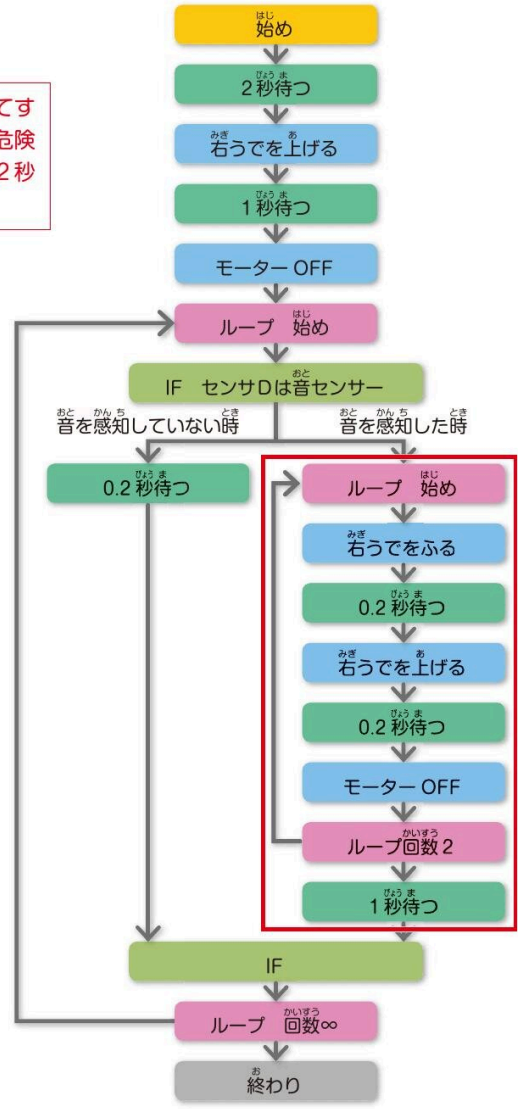 始め
2秒待つ
てす
危険
2秒
右うでを上げる
1秒待つ
モーター OFF
ループ 始め
IF センサDは音センサー
音を感知していない時
音を感知した時
0.2秒待つ
ループ 始め
右うでをふる
0.2秒待つ
右うでを上げる
0.2秒待つ
モーター OFF
ループ回数2
1秒待つ
IF
ループ 回数∞
終わり